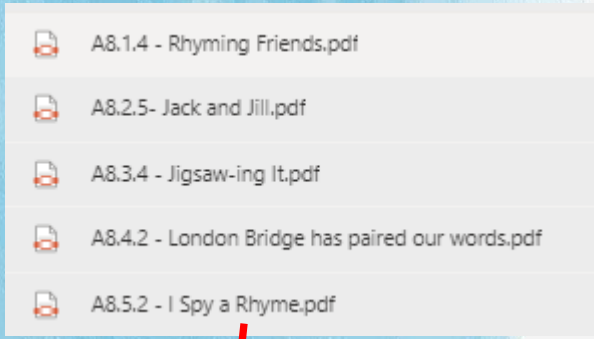 A8.1.4 - Rhyming Friends.pdf
A8.2.5- Jack and Jill.pdf
A8.3.4 - Jigsaw-ing It.pdf
A8.4.2 - London Bridge has paired our words.pdf
A8.5.2 - I Spy a Rhyme.pdf